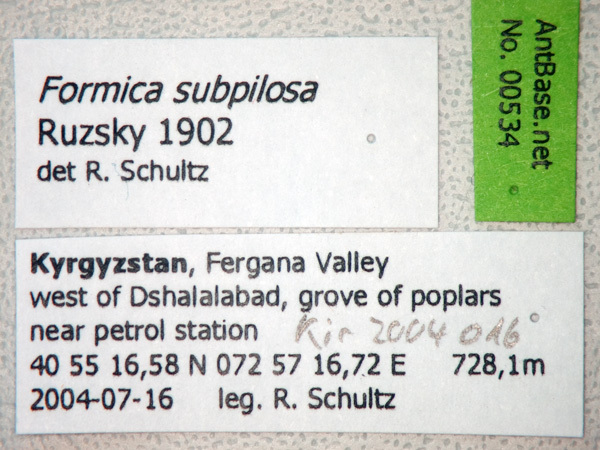 Formica subpilosa
Ruzsky 1902
det R. Schultz
AntBase.net
No. 00534
Kyrgyzstan, Fergana Valley
west of Dshalalabad, grove of poplars
near petrol station Kir 2004 016
40 55 16,58 N 072 57 16,72 E 728,1m
2004-07-16 leg. R. Schultz